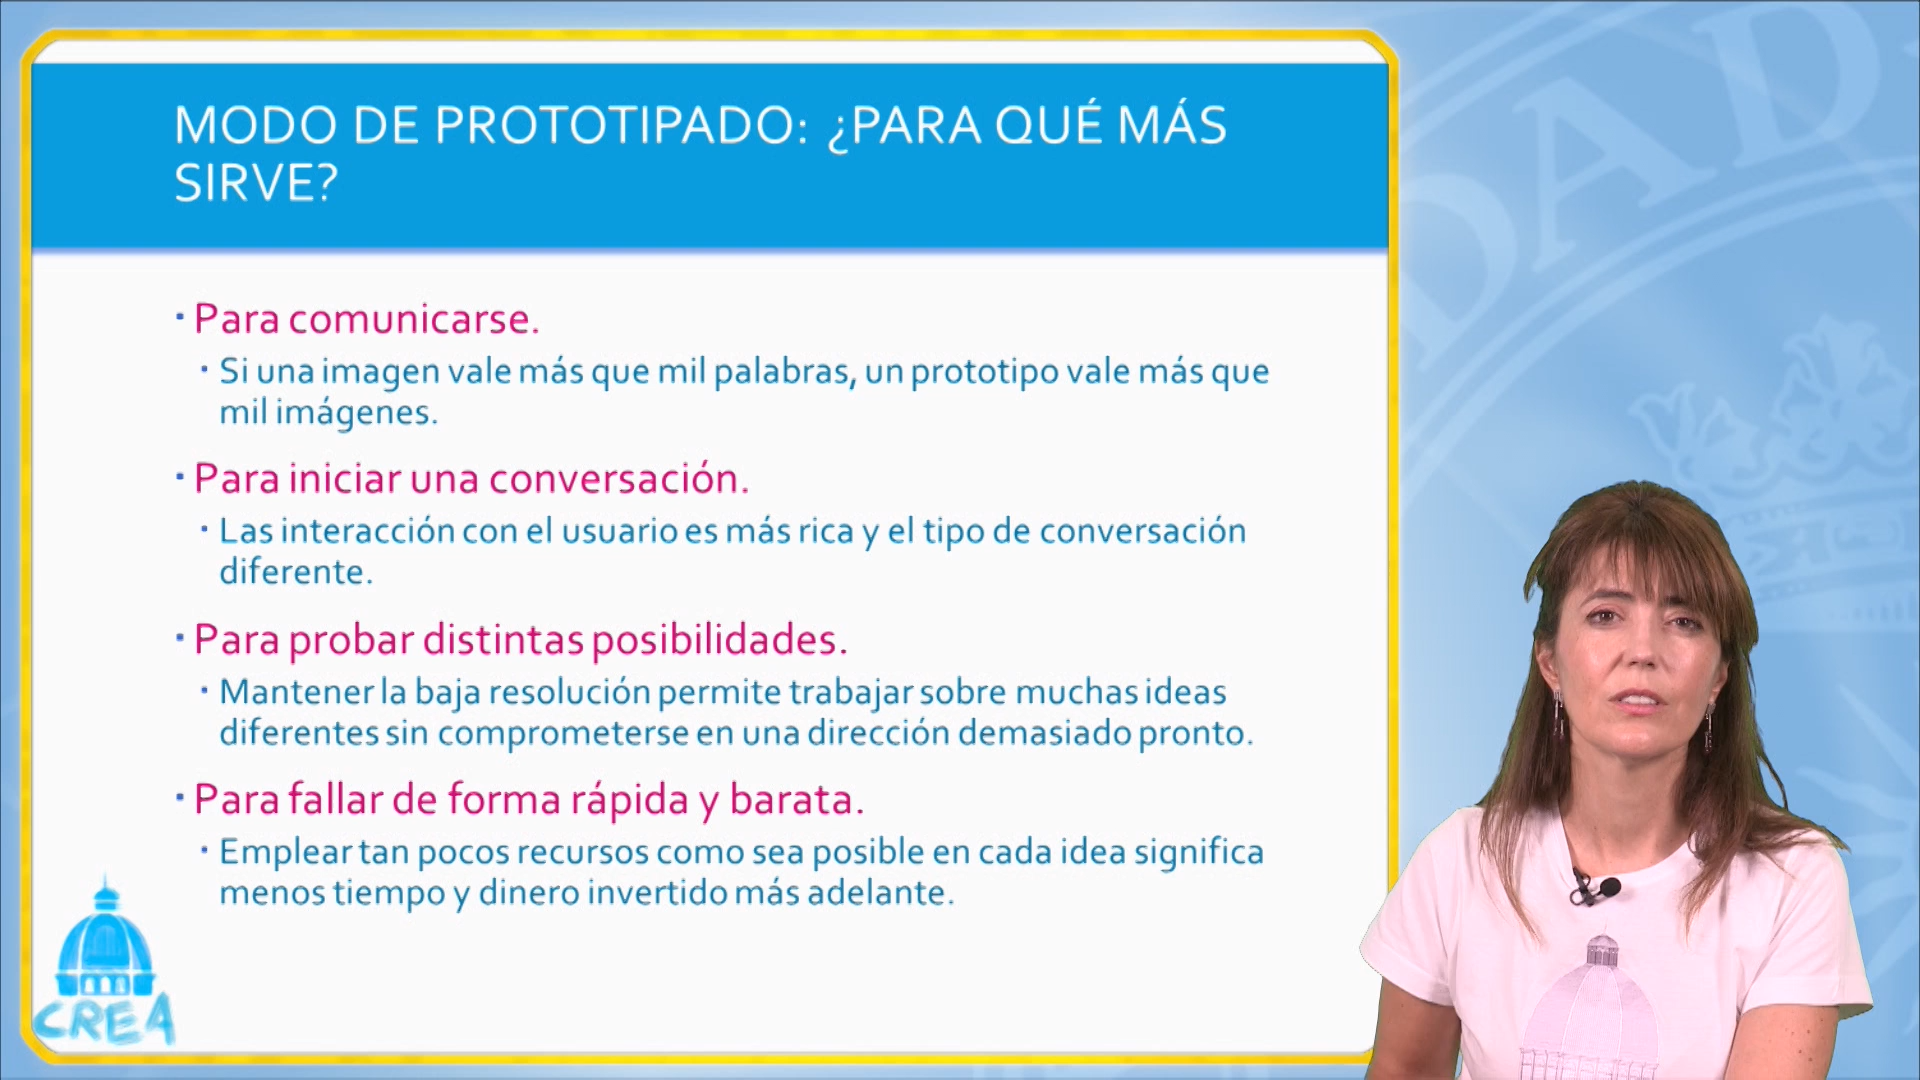 MODO DE PROTOTIPADO: ¿PARA QUÉ MÁS
SIRVE?
Para comunicarse.
Si una imagen vale más que mil palabras, un prototipo vale más que
mil imágenes.
Para iniciar una conversación.
Las interacción con el usuario es más rica y el tipo de conversación
diferente.
Para probar distintas posibilidades.
Mantener la baja resolución permite trabajar sobre muchas ideas
diferentes sin comprometerse en una dirección demasiado pronto.
Para fallar de forma rápida y barata.
Emplear tan pocos recursos como sea posible en cada idea significa
menos tiempo y dinero invertido más adelante.
CREA
DAD